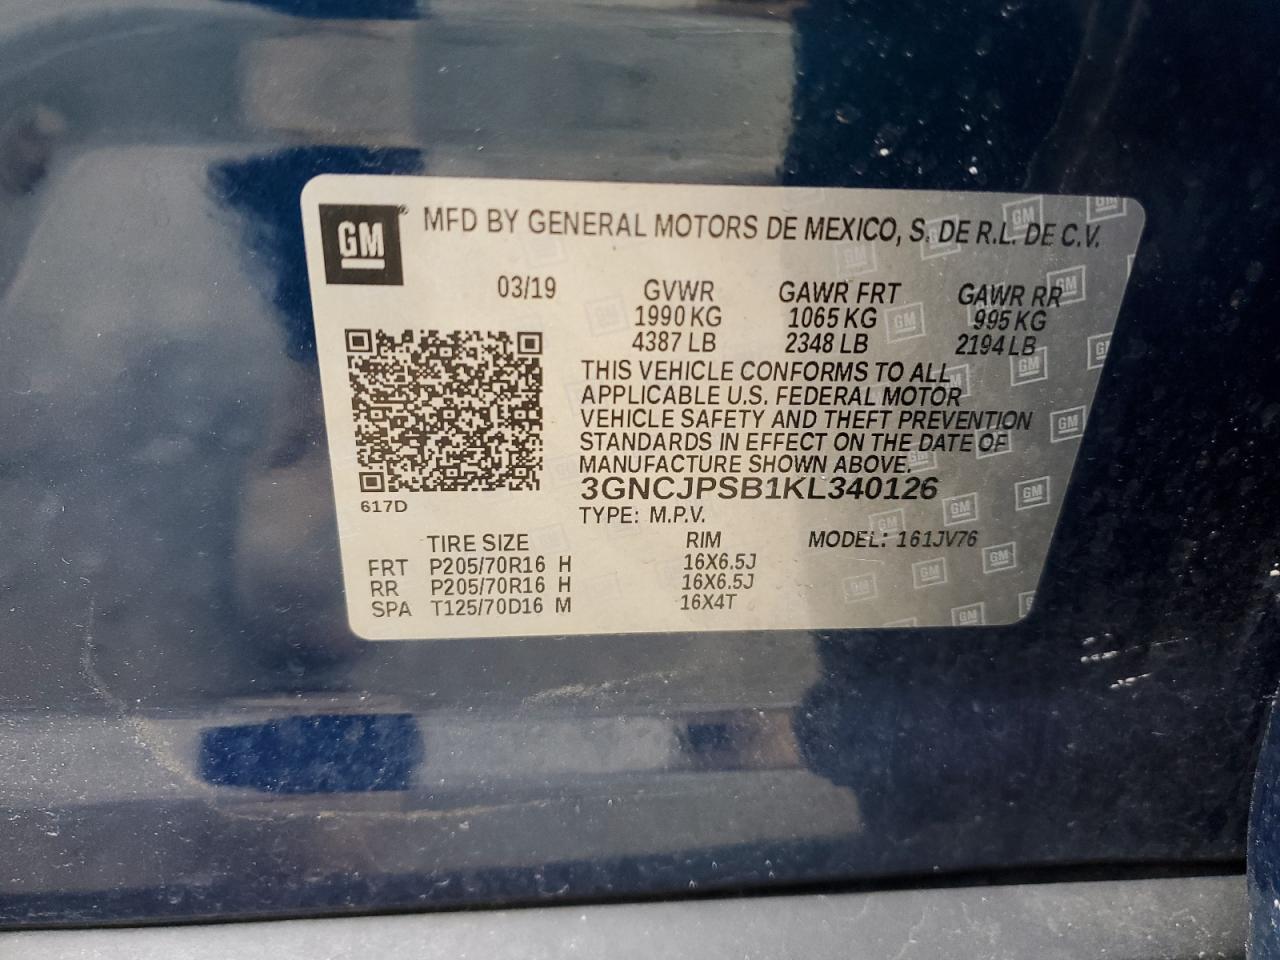 GM® MFD BY GENERAL MOTORS DE MEXICO, S. DE R.L. DE C.V.
03/19 GVWR GAWR FRT GAWR RR
1990 KG 1065 KG 995 KG
4387 LB 2348 LB 2194 LB
THIS VEHICLE CONFORMS TO ALL
APPLICABLE U.S. FEDERAL MOTOR
VEHICLE SAFETY AND THEFT PREVENTION
STANDARDS IN EFFECT ON THE DATE OF
MANUFACTURE SHOWN ABOVE.
3GNCJPSB1KL340126
617D
TYPE: M.P.V.
TIRE SIZE RIM MODEL: 161JV76
FRT P205/70R16 H 16X6.5J
RR P205/70R16 H 16X6.5J
SPA T125/70D16 M 16X4T